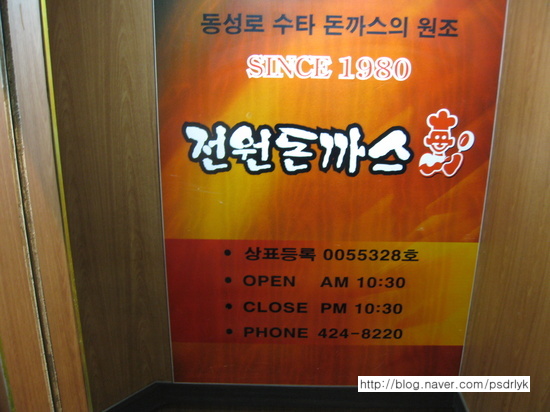 동성로 수타 돈까스의 원조
SINCE 1980
전원돈까스
• 상표등록 0055328호
• OPEN AM 10:30
• CLOSE PM 10:30
• PHONE 424-8220
http://blog.naver.com/psdrlyk